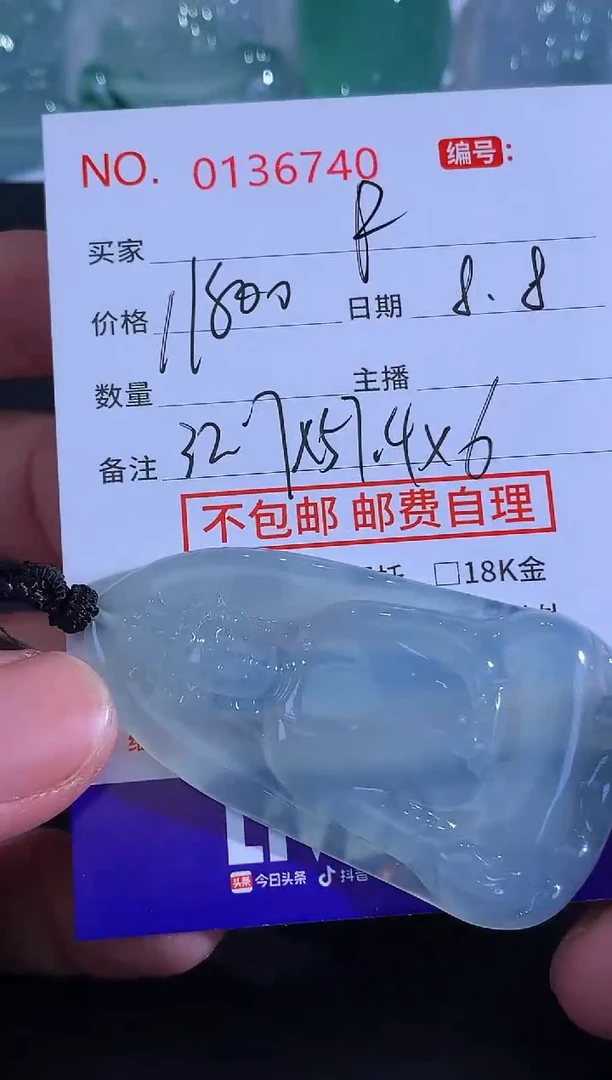 NO. 0136740 编号:
买家 f
价格 11800 日期 8.8
数量 主播
备注 32.7x57.4x6
不包邮 邮费自理
□18K金
头条 今日头条 抖音